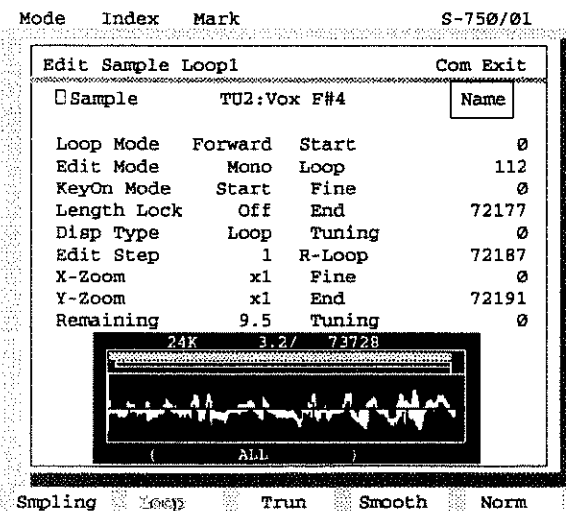 Mode Index Mark S-750/01
Edit Sample Loop1 Com Exit
Sample TU2:Vox F#4 Name
Loop Mode Forward Start 0
Edit Mode Mono Loop 112
KeyOn Mode Start Fine 0
Length Lock Off End 72177
Disp Type Loop Tuning 0
Edit Step 1 R-Loop 72187
X-Zoom x1 Fine 0
Y-Zoom x1 End 72191
Remaining 9.5 Tuning 0
24K 3.2/ 73728
( ALL )
Smpling Loop Trun Smooth Norm